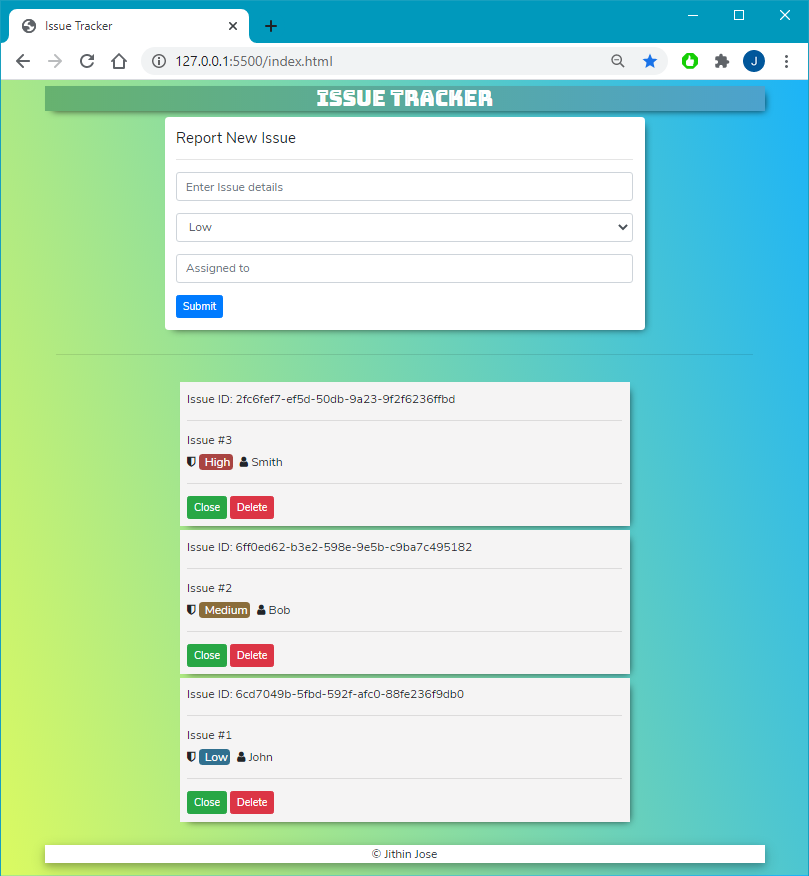 Issue Tracker
127.0.0.1:5500/index.html
J
ISSUE TRACKER
Report New Issue
Enter Issue details
Low
Assigned to
Submit
Issue ID: 2fc6fef7-ef5d-50db-9a23-9f2f6236ffbd
Issue #3
High Smith
Close Delete
Issue ID: 6ff0ed62-b3e2-598e-9e5b-c9ba7c495182
Issue #2
Medium Bob
Close Delete
Issue ID: 6cd7049b-5fbd-592f-afc0-88fe236f9db0
Issue #1
Low John
Close Delete
© Jithin Jose